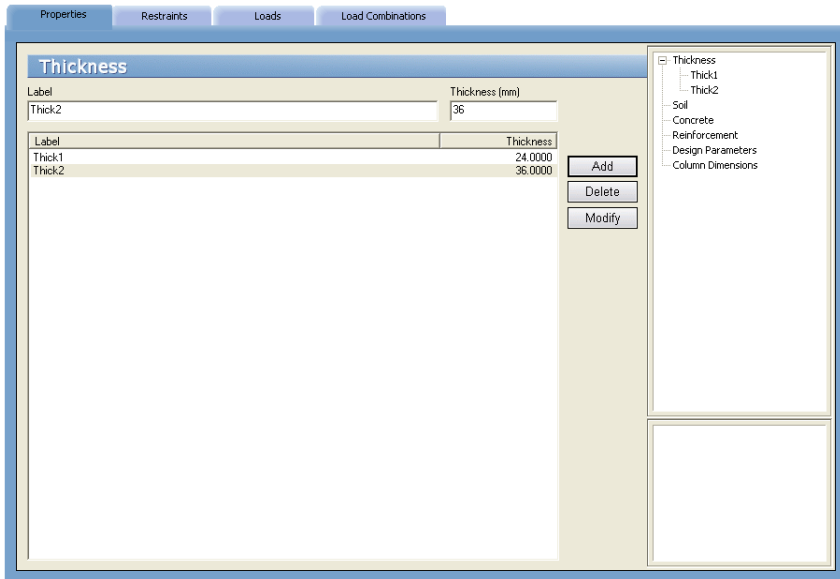 Properties Restraints Loads Load Combinations
Thickness
Label Thickness (mm)
Thick2 36
Label Thickness
Thick1 24.0000
Thick2 36.0000
Add
Delete
Modify
Thickness
Thick1
Thick2
Soil
Concrete
Reinforcement
Design Parameters
Column Dimensions